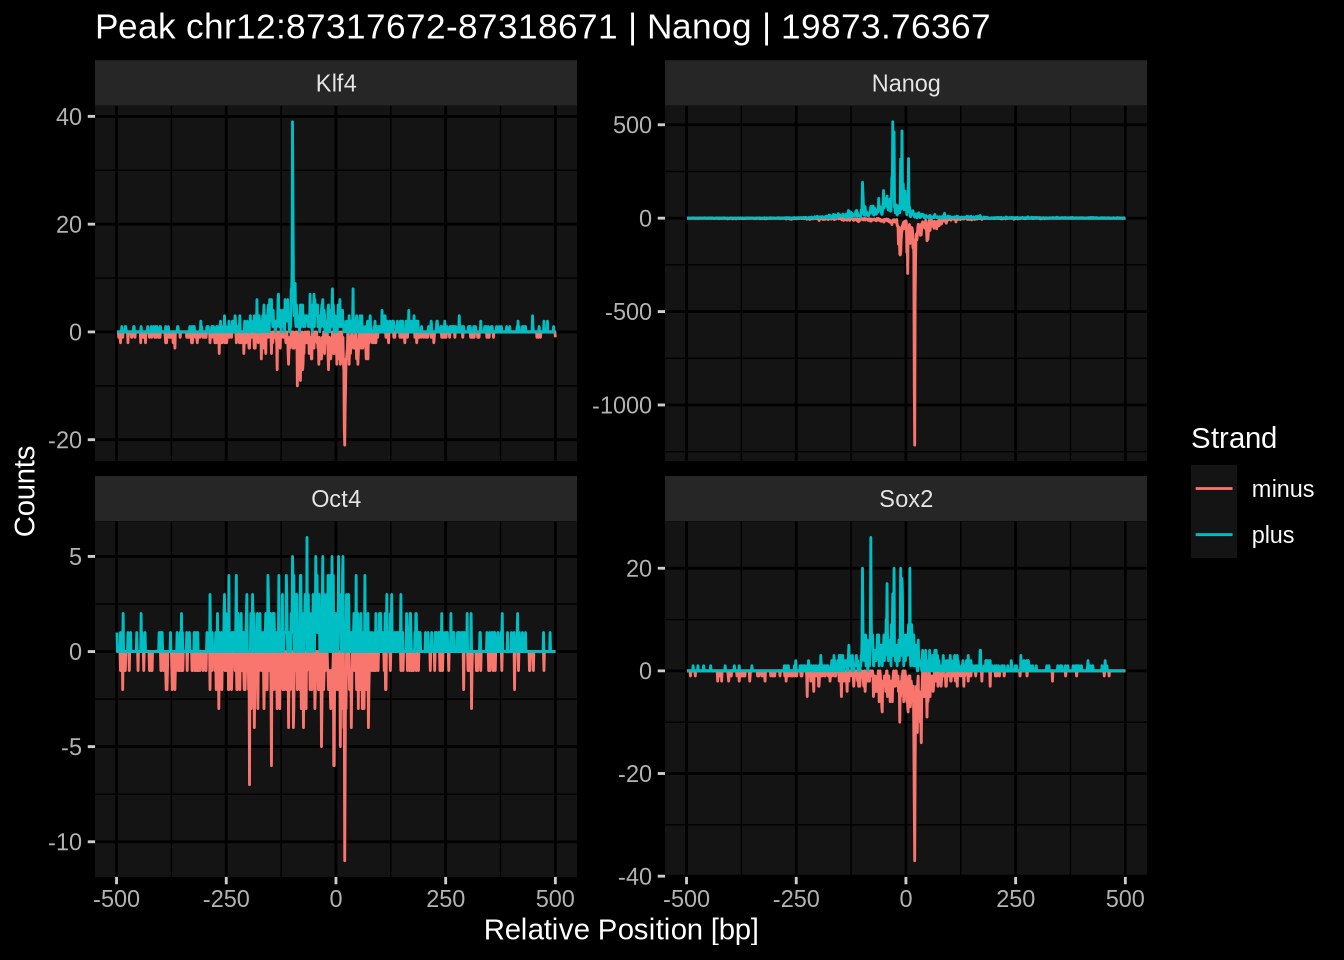 Peak chr12:87317672-87318671 | Nanog | 19873.76367
Klf4
Nanog
40
20
0
-20
500
0
-500
-1000
Counts
Oct4
Sox2
5
0
-5
-10
20
0
-20
-40
-500 -250 0 250 500
-500 -250 0 250 500
Relative Position [bp]
Strand
minus
plus